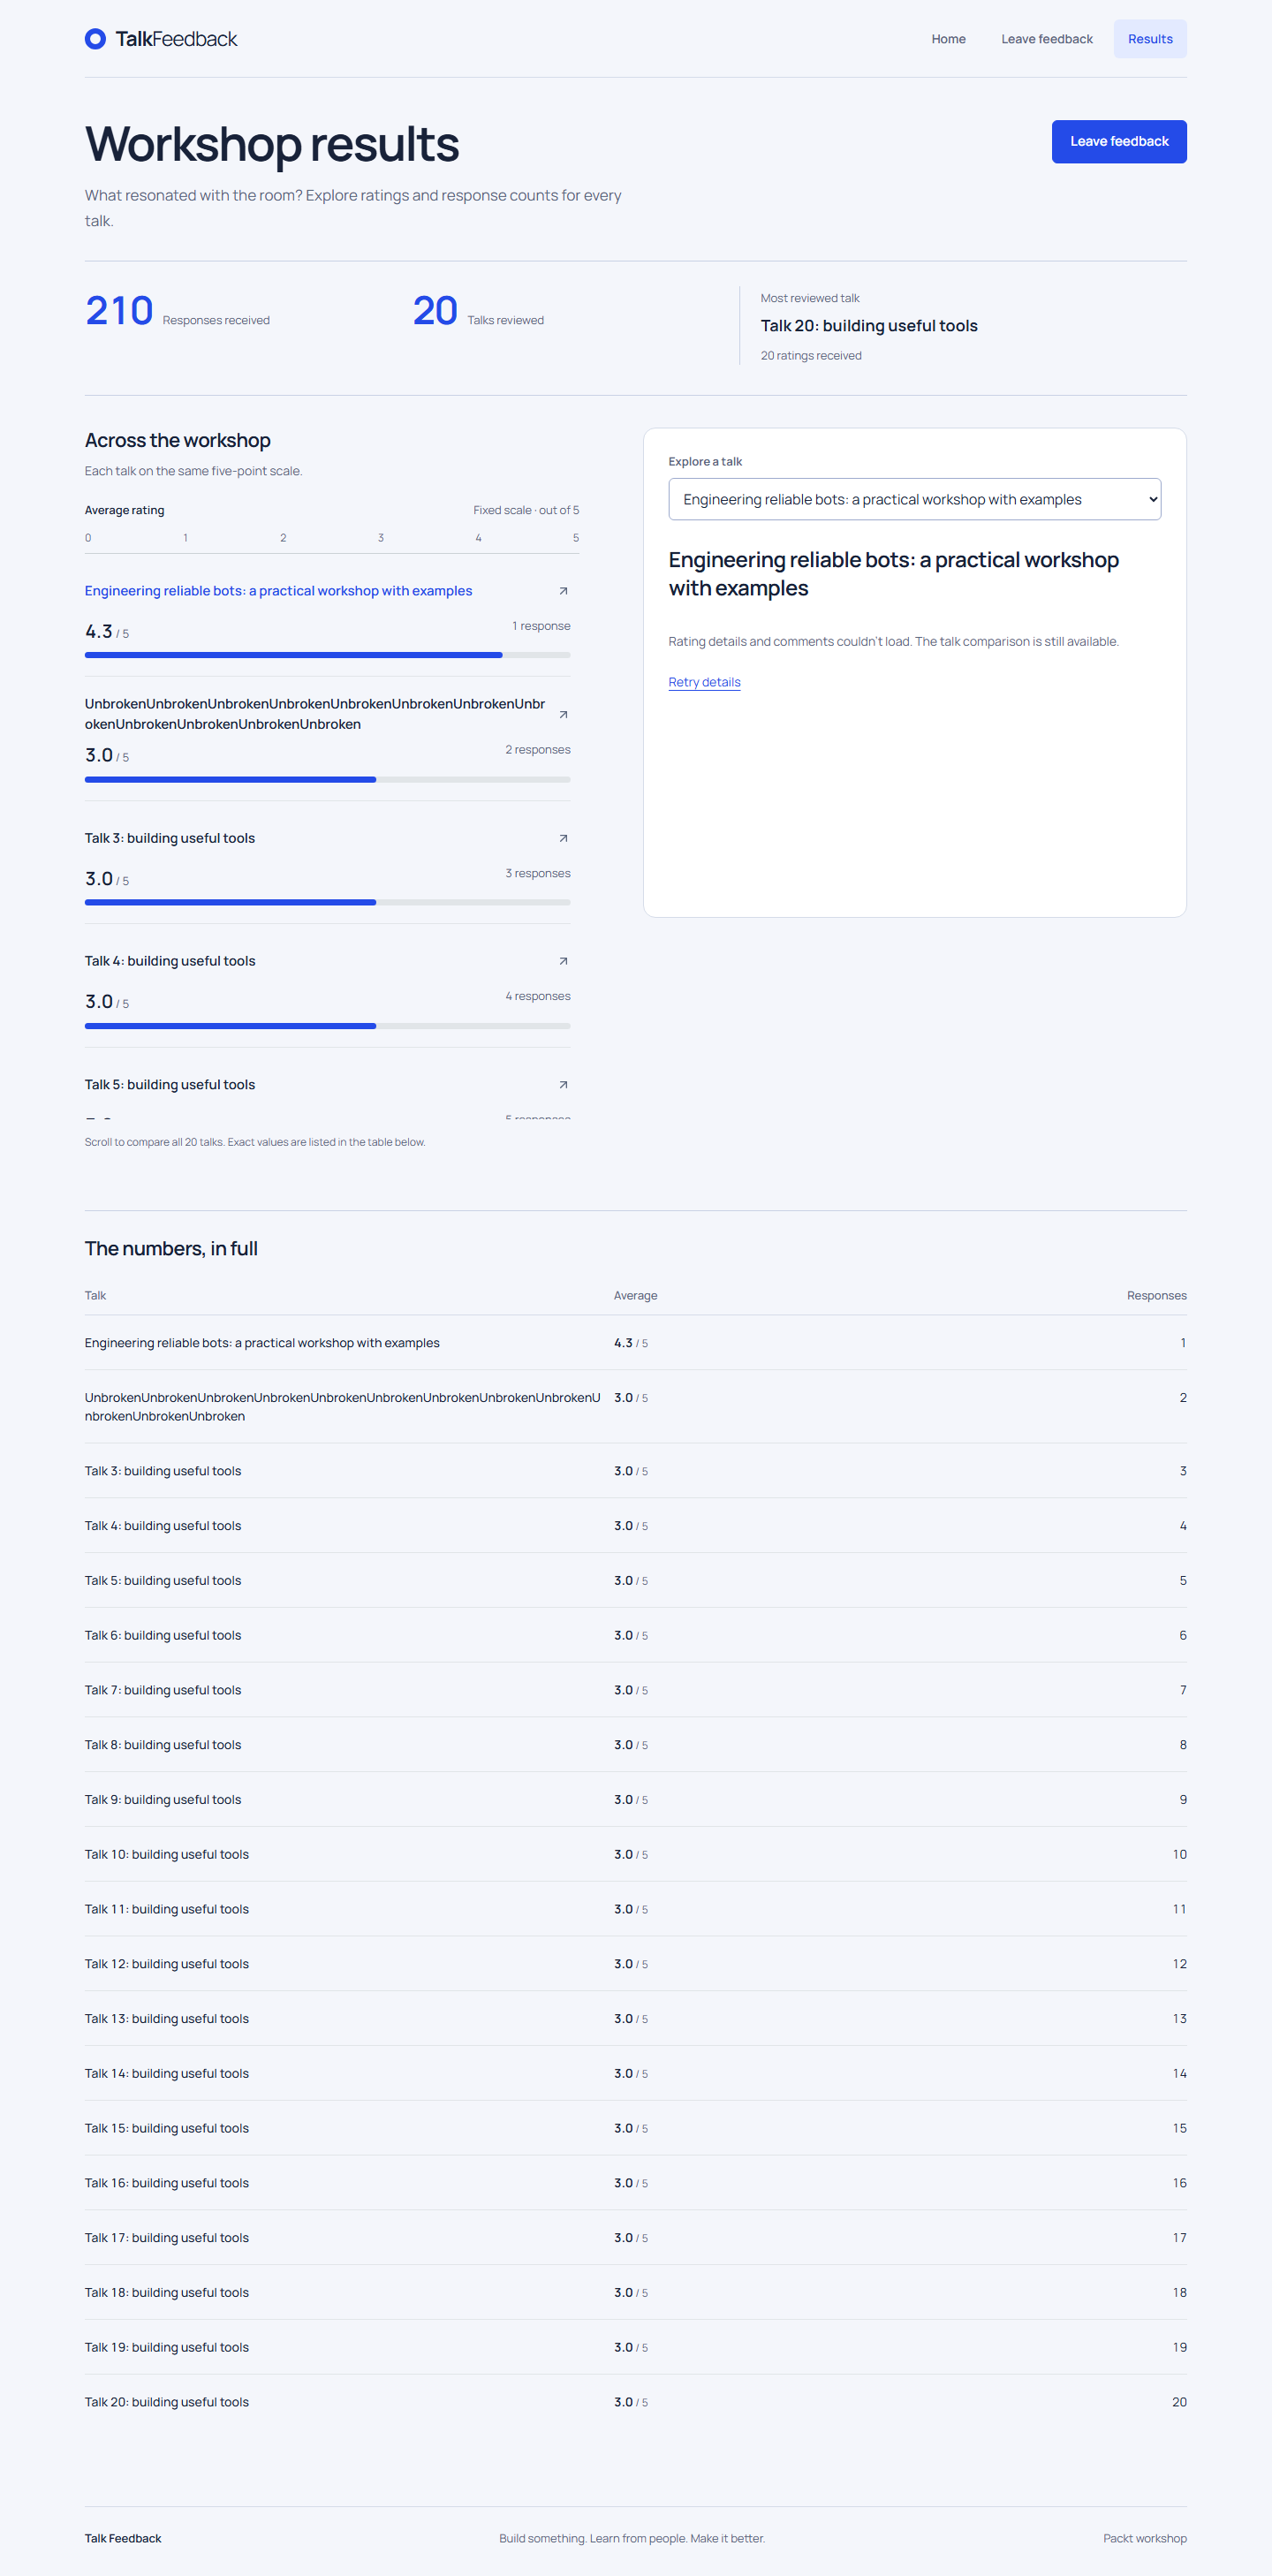 TalkFeedback
Home
Leave feedback
Results
Workshop results
Leave feedback
What resonated with the room? Explore ratings and response counts for every
talk.
210 Responses received
20 Talks reviewed
Most reviewed talk
Talk 20: building useful tools
20 ratings received
Across the workshop
Each talk on the same five-point scale.
Average rating
Fixed scale · out of 5
0 1 2 3 4 5
Engineering reliable bots: a practical workshop with examples
4.3 / 5
1 response
UnbrokenUnbrokenUnbrokenUnbrokenUnbrokenUnbrokenUnbrokenUnbr
okenUnbrokenUnbrokenUnbrokenUnbroken
3.0 / 5
2 responses
Talk 3: building useful tools
3.0 / 5
3 responses
Talk 4: building useful tools
3.0 / 5
4 responses
Talk 5: building useful tools
5 responses
Scroll to compare all 20 talks. Exact values are listed in the table below.
Explore a talk
Engineering reliable bots: a practical workshop with examples
Engineering reliable bots: a practical workshop
with examples
Rating details and comments couldn't load. The talk comparison is still available.
Retry details
The numbers, in full
Talk Average Responses
Engineering reliable bots: a practical workshop with examples 4.3 / 5 1
UnbrokenUnbrokenUnbrokenUnbrokenUnbrokenUnbrokenUnbrokenUnbrokenUnbrokenU 3.0 / 5 2
nbrokenUnbrokenUnbroken
Talk 3: building useful tools 3.0 / 5 3
Talk 4: building useful tools 3.0 / 5 4
Talk 5: building useful tools 3.0 / 5 5
Talk 6: building useful tools 3.0 / 5 6
Talk 7: building useful tools 3.0 / 5 7
Talk 8: building useful tools 3.0 / 5 8
Talk 9: building useful tools 3.0 / 5 9
Talk 10: building useful tools 3.0 / 5 10
Talk 11: building useful tools 3.0 / 5 11
Talk 12: building useful tools 3.0 / 5 12
Talk 13: building useful tools 3.0 / 5 13
Talk 14: building useful tools 3.0 / 5 14
Talk 15: building useful tools 3.0 / 5 15
Talk 16: building useful tools 3.0 / 5 16
Talk 17: building useful tools 3.0 / 5 17
Talk 18: building useful tools 3.0 / 5 18
Talk 19: building useful tools 3.0 / 5 19
Talk 20: building useful tools 3.0 / 5 20
Talk Feedback
Build something. Learn from people. Make it better.
Packt workshop